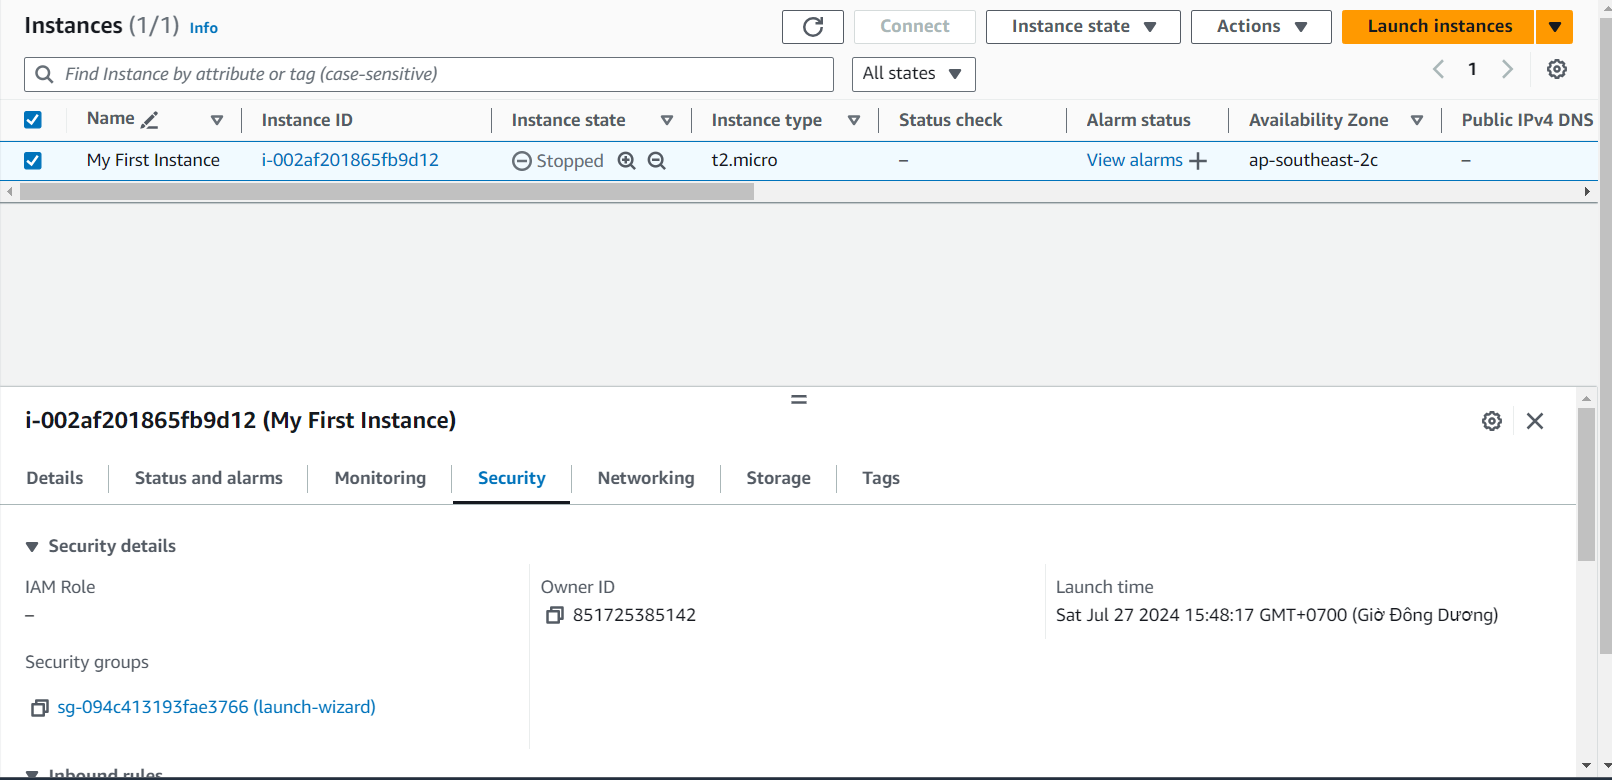 Instances (1/1) Info
Connect
Instance state
Actions
Launch instances
Find Instance by attribute or tag (case-sensitive)
All states
1
Name Instance ID Instance state Instance type Status check Alarm status Availability Zone Public IPv4 DNS
My First Instance i-002af201865fb9d12 Stopped t2.micro – View alarms + ap-southeast-2c –
i-002af201865fb9d12 (My First Instance)
Details Status and alarms Monitoring Security Networking Storage Tags
Security details
IAM Role Owner ID Launch time
– 851725385142 Sat Jul 27 2024 15:48:17 GMT+0700 (Giờ Đông Dương)
Security groups
sg-094c413193fae3766 (launch-wizard)
Inbound rules